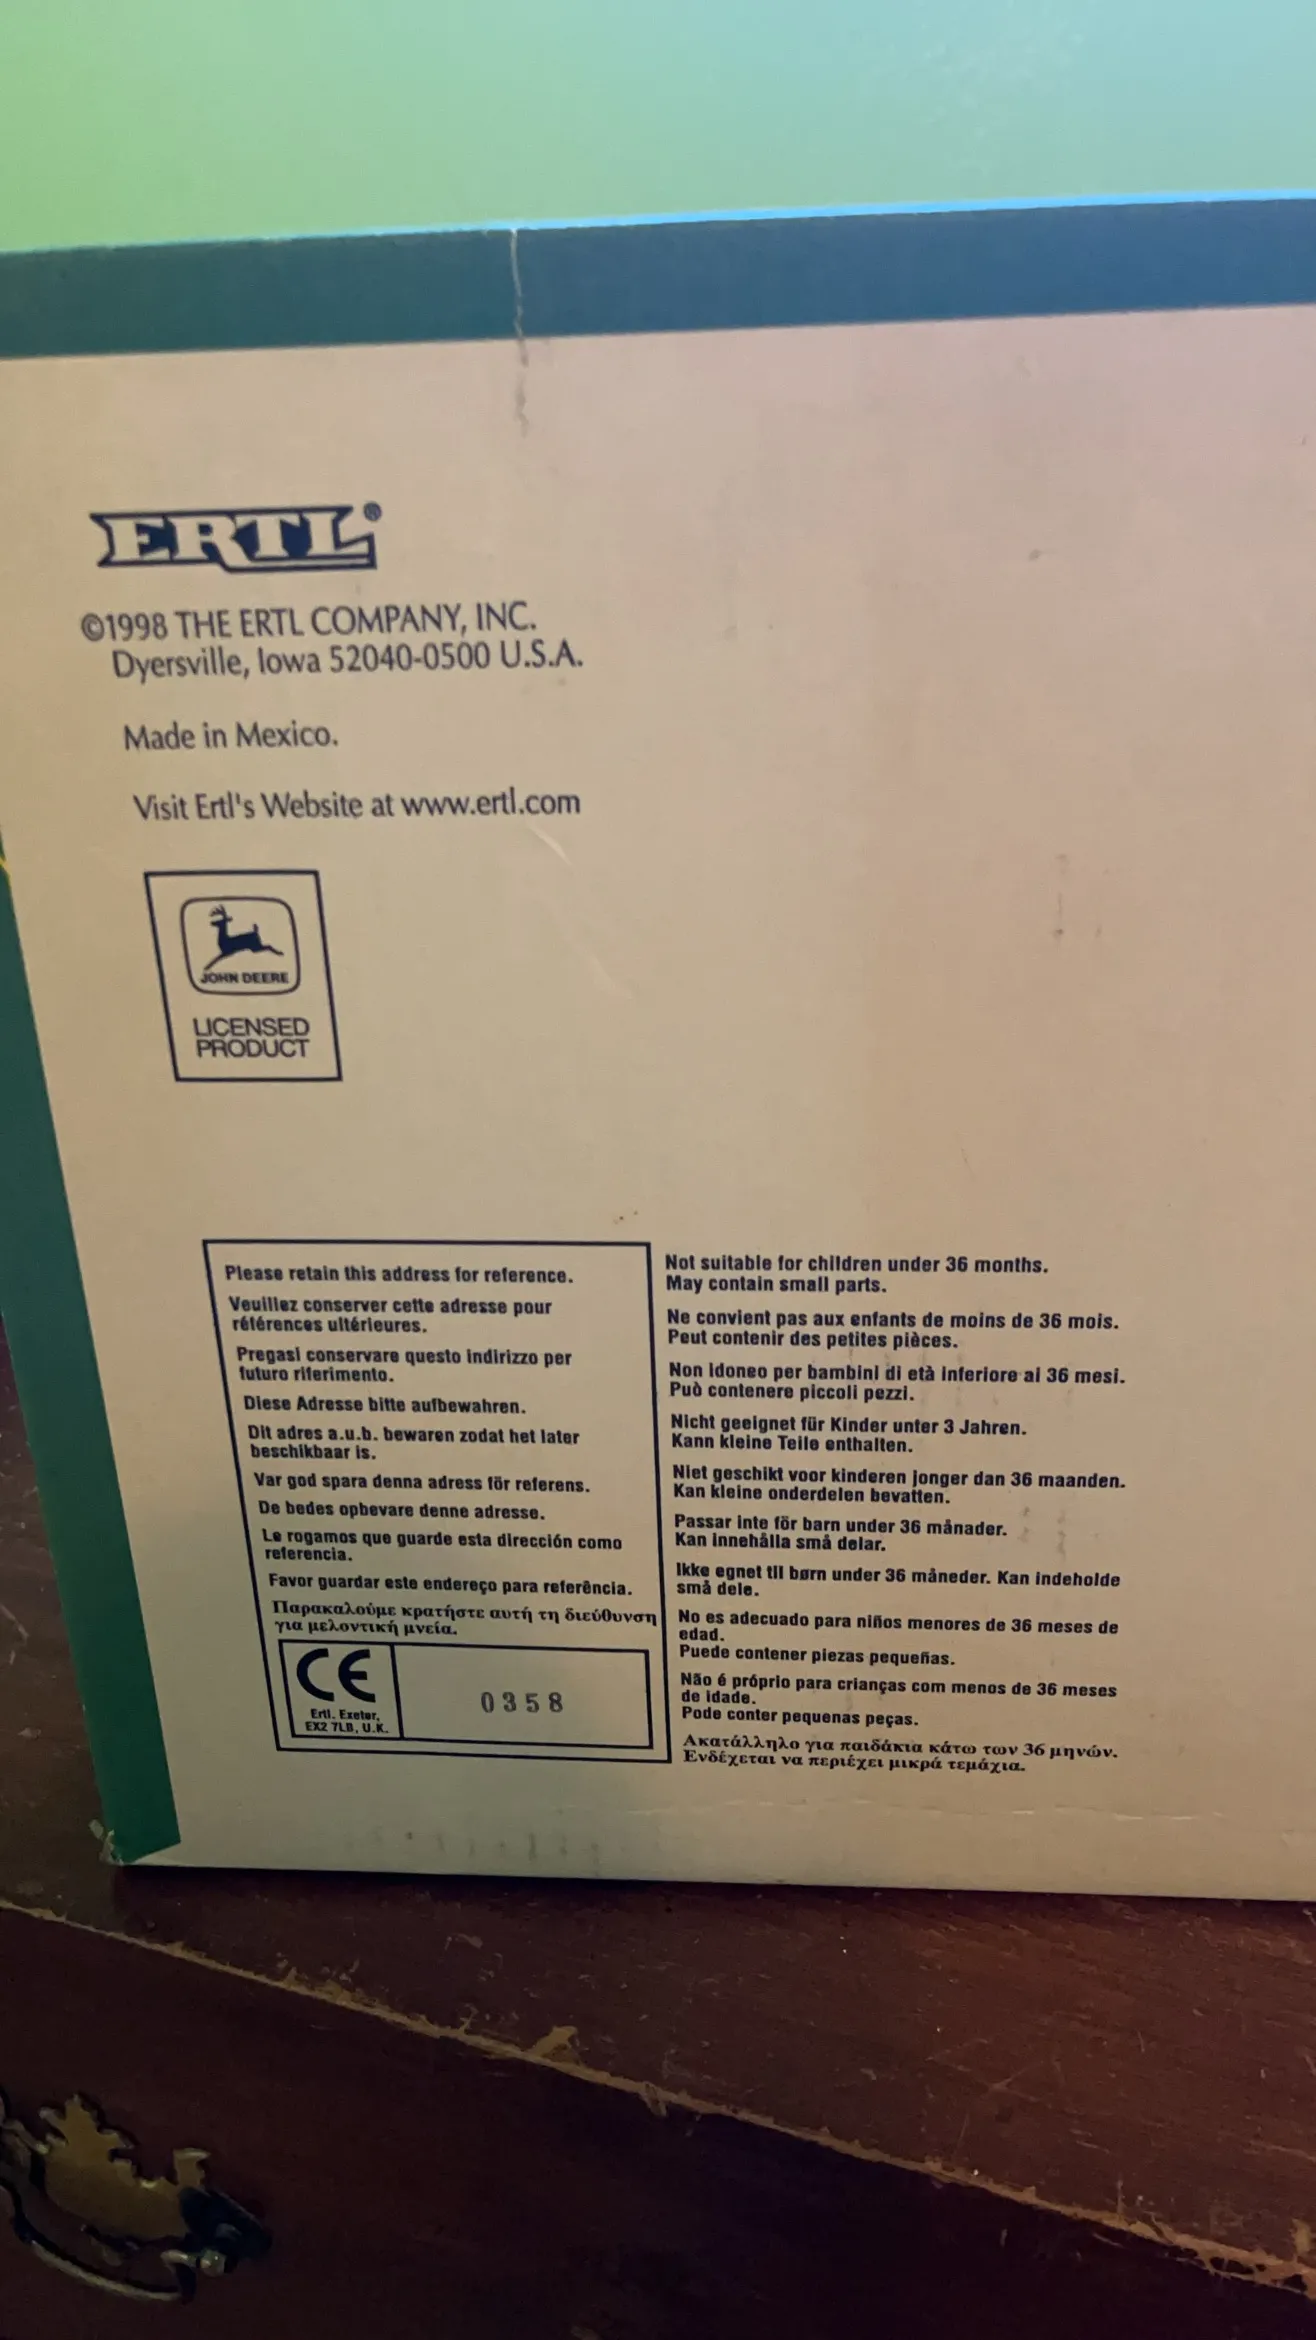 ERTL®
©1998 THE ERTL COMPANY, INC.
Dyersville, Iowa 52040-0500 U.S.A.
Made in Mexico.
Visit Ertl's Website at www.ertl.com
JOHN DEERE
LICENSED
PRODUCT
Please retain this address for reference.
Veuillez conserver cette adresse pour
références ultérieures.
Pregasi conservare questo indirizzo per
futuro riferimento.
Diese Adresse bitte aufbewahren.
Dit adres a.u.b. bewaren zodat het later
beschikbaar is.
Var god spara denna adress för referens.
De bedes opbevare denne adresse.
Le rogamos que guarde esta dirección como
referencia.
Favor guardar este endereço para referência.
Παρακαλούμε κρατήστε αυτή τη διεύθυνση
για μελοντική μνεία.
CE
Ertl. Exeter,
EX2 7LB, U.K.
0358
Not suitable for children under 36 months.
May contain small parts.
Ne convient pas aux enfants de moins de 36 mois.
Peut contenir des petites pièces.
Non idoneo per bambini di età inferiore ai 36 mesi.
Può contenere piccoli pezzi.
Nicht geeignet für Kinder unter 3 Jahren.
Kann kleine Teile enthalten.
Niet geschikt voor kinderen jonger dan 36 maanden.
Kan kleine onderdelen bevatten.
Passar inte för barn under 36 månader.
Kan innehålla små delar.
Ikke egnet til børn under 36 måneder. Kan indeholde
små dele.
No es adecuado para niños menores de 36 meses de
edad.
Puede contener piezas pequeñas.
Não é próprio para crianças com menos de 36 meses
de idade.
Pode conter pequenas peças.
Ακατάλληλο για παιδάκια κάτω των 36 μηνών.
Ενδέχεται να περιέχει μικρά τεμάχια.